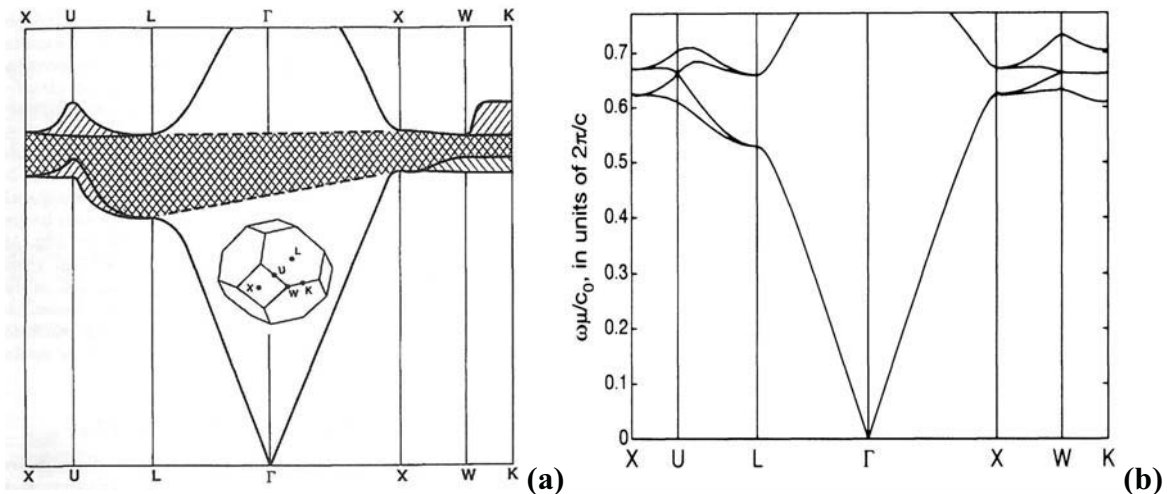 X U L Γ X W K
L
U
X W K
X U L Γ X W K
(a)
ωμ/c₀, in units of 2π/c
0.7
0.6
0.5
0.4
0.3
0.2
0.1
0
X U L Γ X W K
(b)